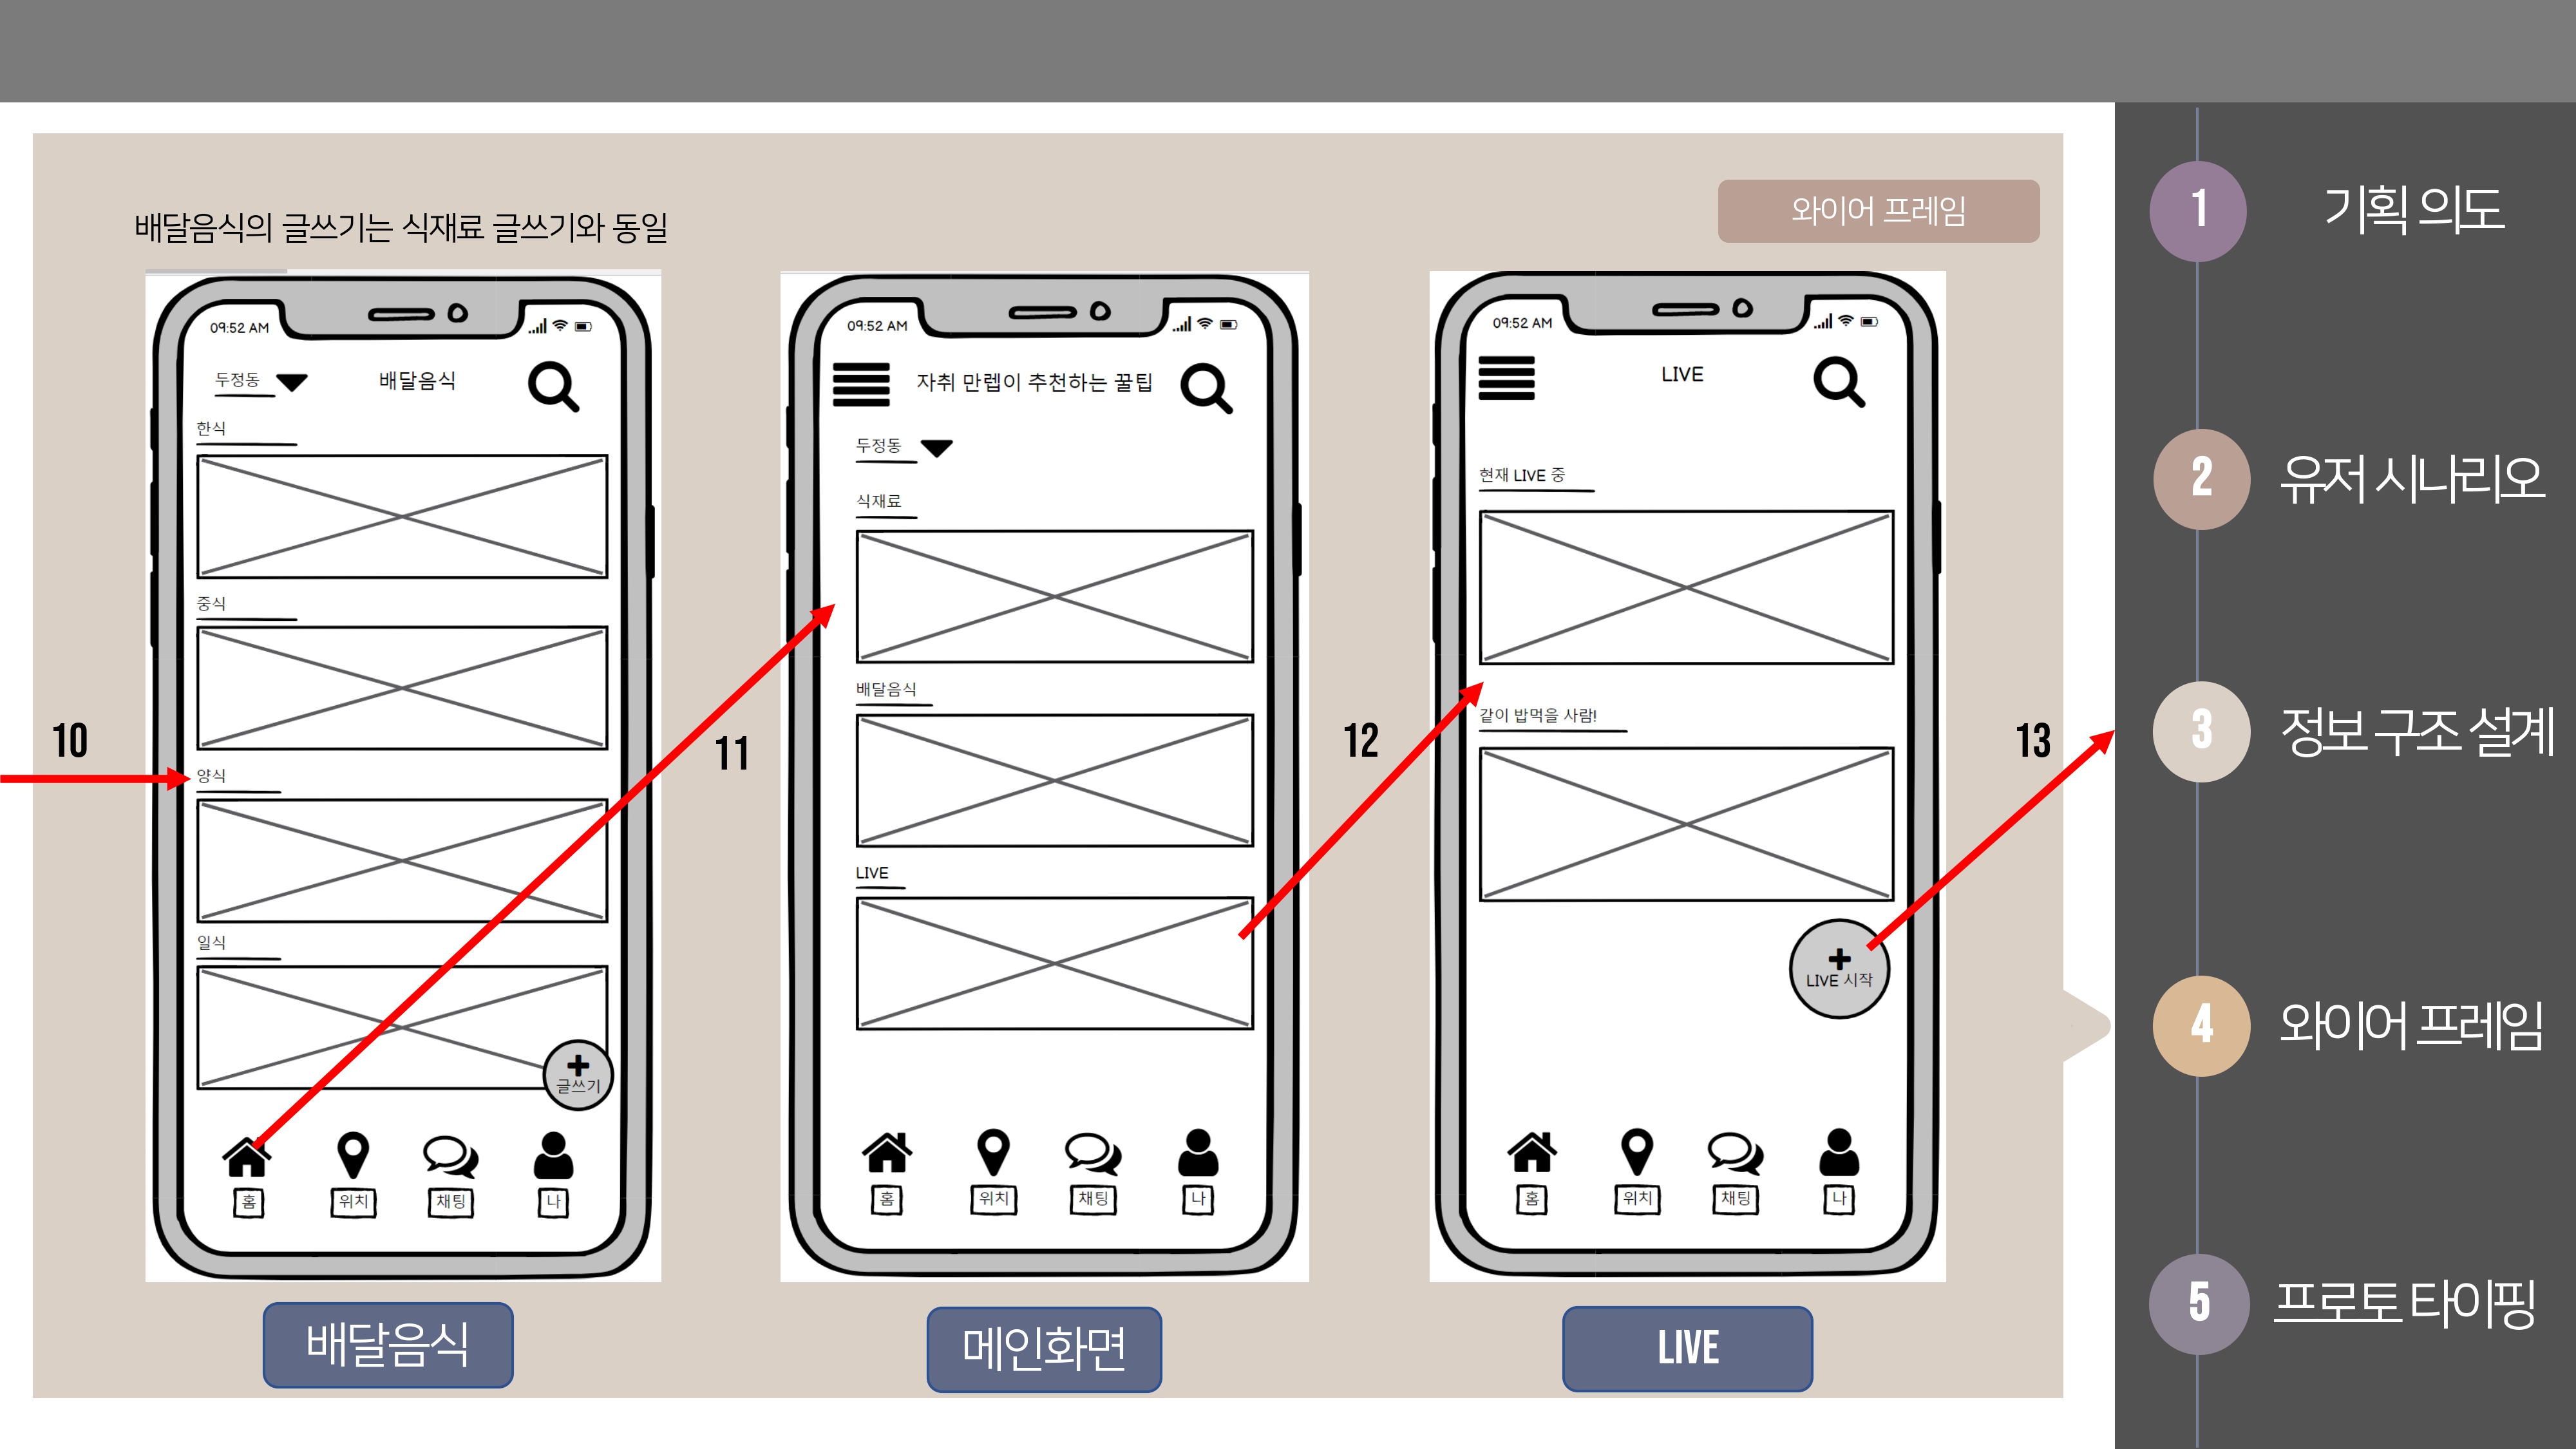 배달음식의 글쓰기는 식재료 글쓰기와 동일
와이어 프레임
10
09:52 AM
두정동
배달음식
한식
중식
양식
일식
글쓰기
홈
위치
채팅
나
배달음식
11
09:52 AM
자취 만렙이 추천하는 꿀팁
두정동
식재료
배달음식
LIVE
홈
위치
채팅
나
메인화면
12
09:52 AM
LIVE
현재 LIVE 중
같이 밥먹을 사람!
LIVE 시작
홈
위치
채팅
나
LIVE
13
1 기획 의도
2 유저 시나리오
3 정보 구조 설계
4 와이어 프레임
5 프로토 타이핑